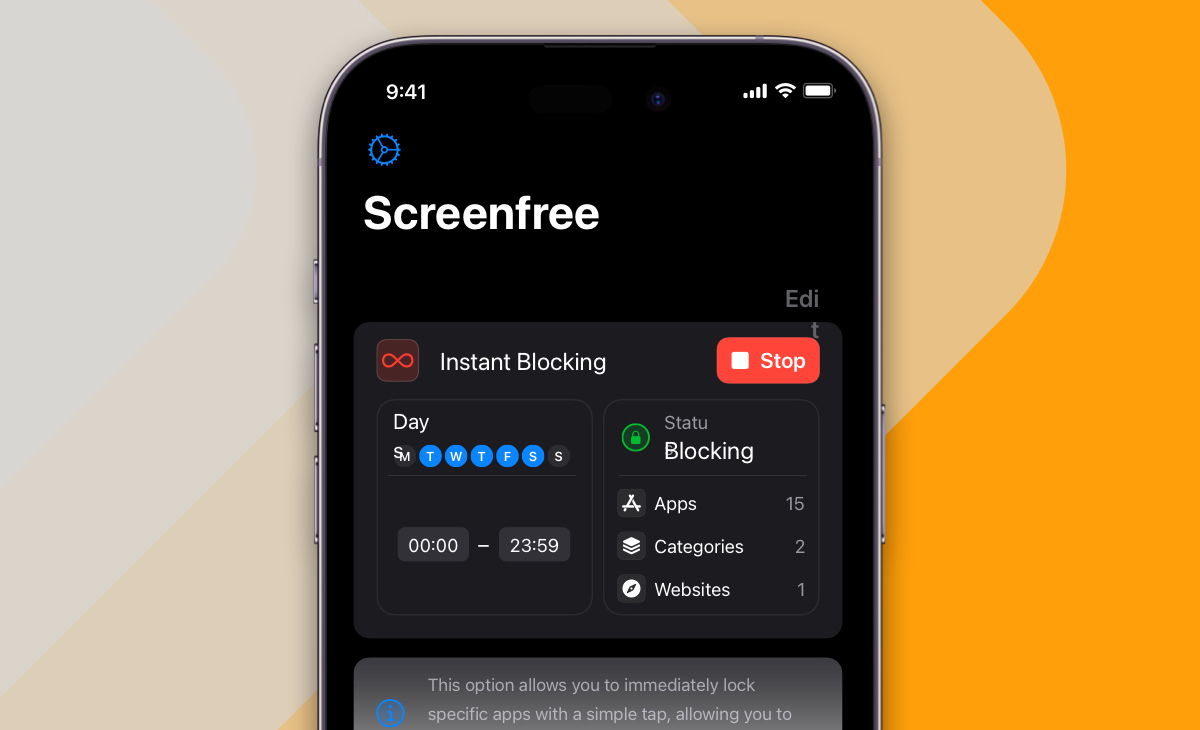 9:41
Screenfree
Edi
t
Instant Blocking
Stop
Day
s
M T W T F S S
00:00 – 23:59
Statu
s
Blocking
Apps 15
Categories 2
Websites 1
This option allows you to immediately lock
specific apps with a simple tap, allowing you to